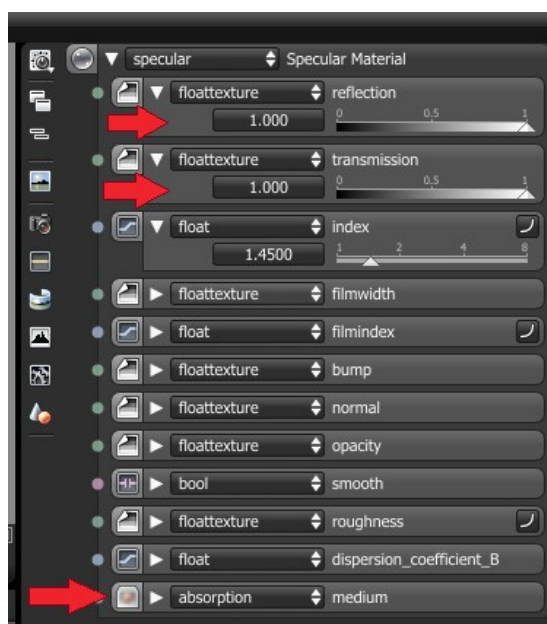 specular Specular Material
floattexture reflection
1.000 0 0.5 1
floattexture transmission
1.000 0 0.5 1
float index
1.4500 1 2 4 8
floattexture filmwidth
float filmindex
floattexture bump
floattexture normal
floattexture opacity
bool smooth
floattexture roughness
float dispersion_coefficient_B
absorption medium